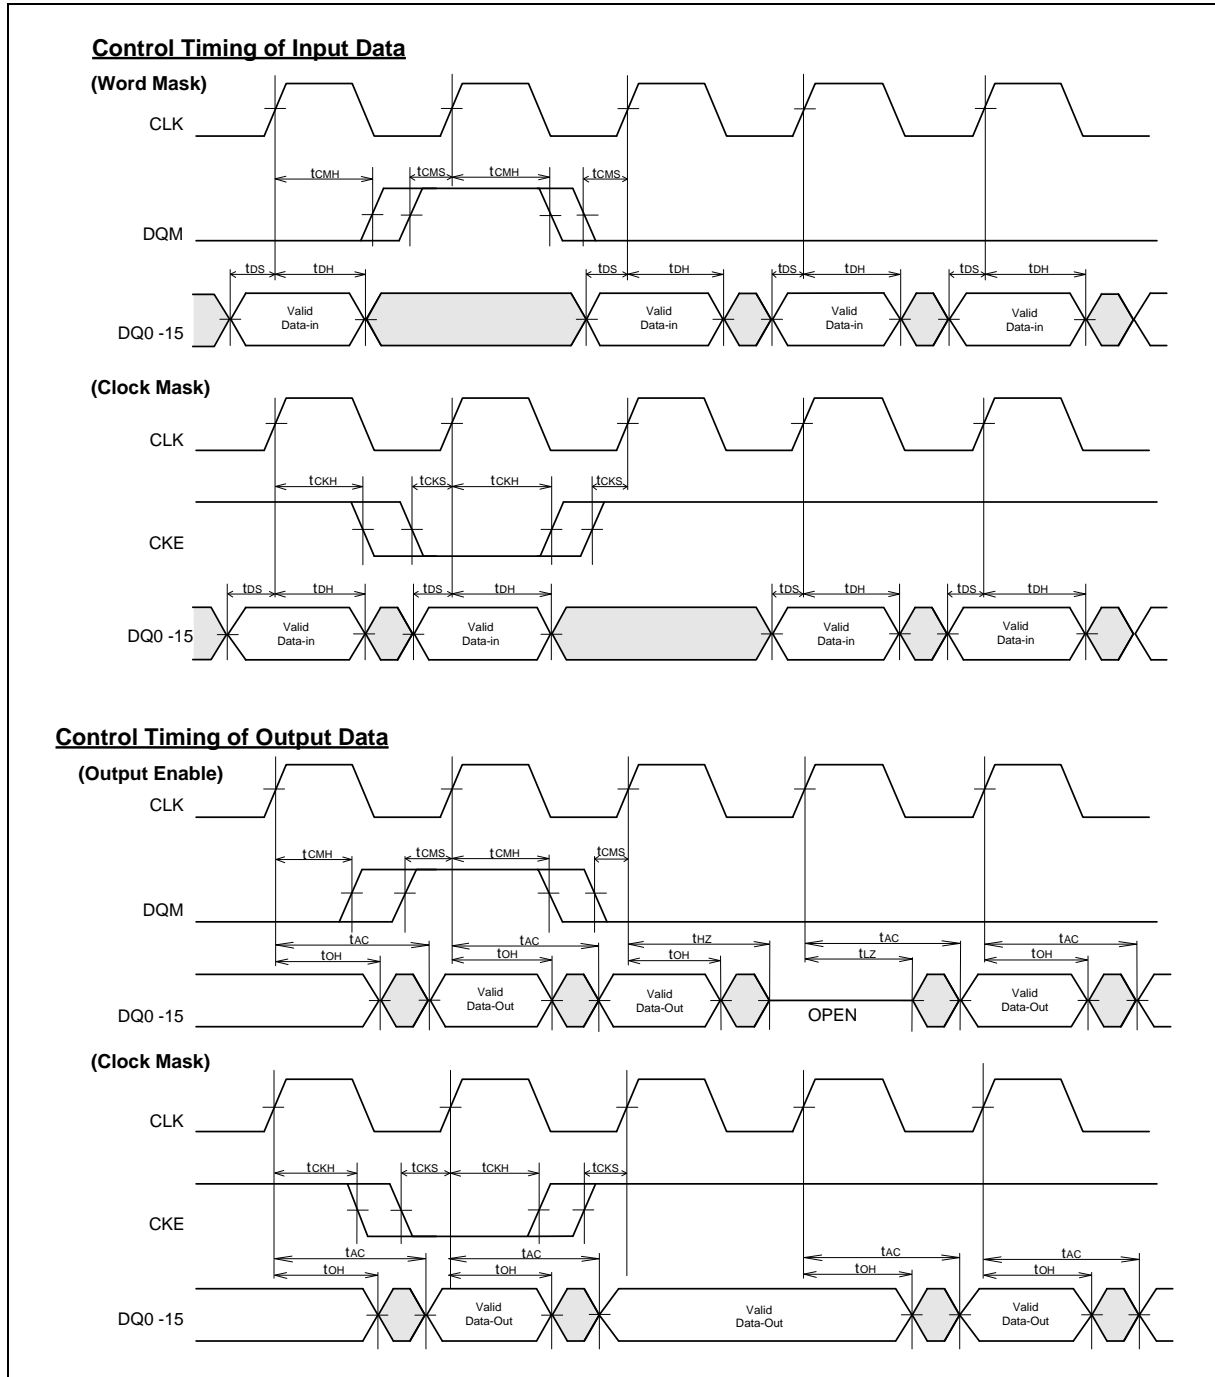 Control Timing of Input Data
(Word Mask)
CLK
tCMH tCMS tCMH tCMS
DQM
tDS tDH tDS tDH tDS tDH tDS tDH
Valid Data-in Valid Data-in Valid Data-in Valid Data-in
DQ0 -15
(Clock Mask)
CLK
tCKH tCKS tCKH tCKS
CKE
tDS tDH tDS tDH tDS tDH tDS tDH
Valid Data-in Valid Data-in Valid Data-in Valid Data-in
DQ0 -15
Control Timing of Output Data
(Output Enable)
CLK
tCMH tCMS tCMH tCMS
DQM
tAC tAC tHZ tAC tAC
tOH tOH tOH tLZ tOH
Valid Data-Out Valid Data-Out Valid Data-Out
DQ0 -15 OPEN
(Clock Mask)
CLK
tCKH tCKS tCKH tCKS
CKE
tAC tAC tAC tAC
tOH tOH tOH tOH
Valid Data-Out Valid Data-Out Valid Data-Out
DQ0 -15